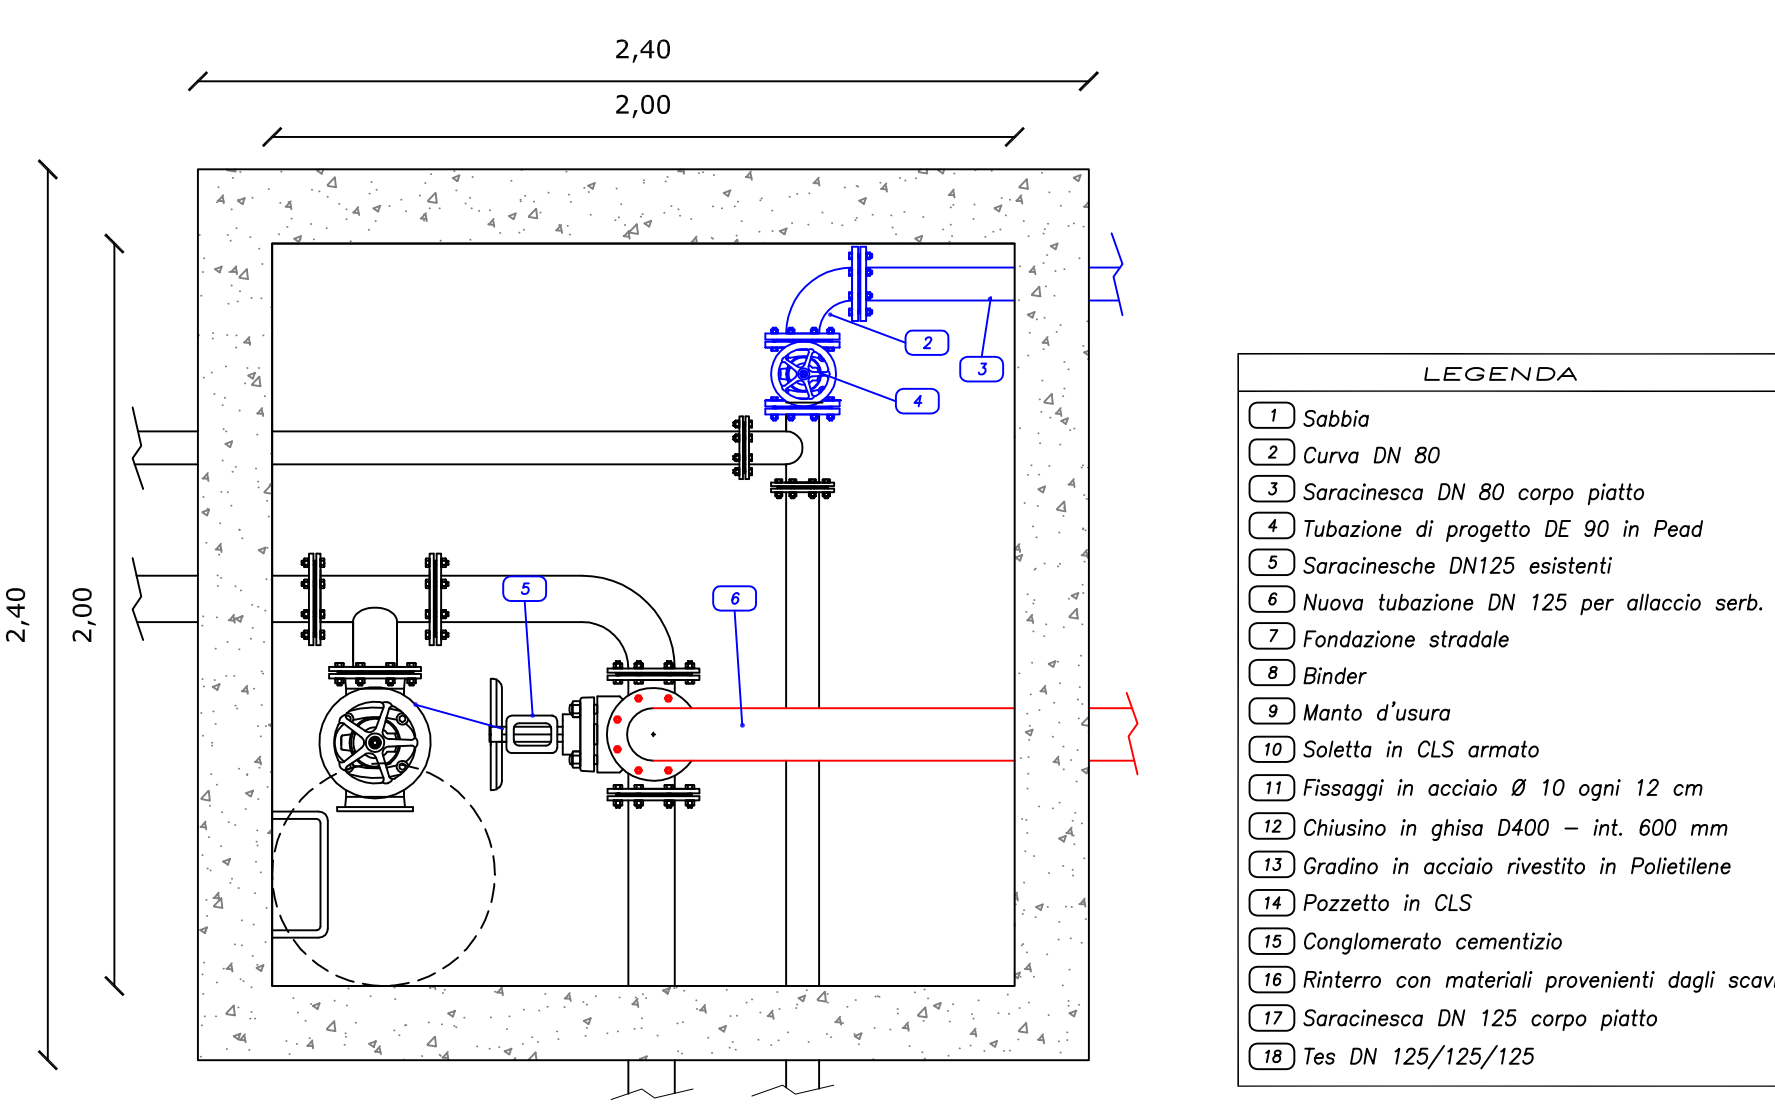 2,40
2,00
2,40
2,00
2
3
4
5
6
LEGENDA
1 Sabbia
2 Curva DN 80
3 Saracinesca DN 80 corpo piatto
4 Tubazione di progetto DE 90 in Pead
5 Saracinesche DN125 esistenti
6 Nuova tubazione DN 125 per allaccio serb.
7 Fondazione stradale
8 Binder
9 Manto d'usura
10 Soletta in CLS armato
11 Fissaggi in acciaio Ø 10 ogni 12 cm
12 Chiusino in ghisa D400 – int. 600 mm
13 Gradino in acciaio rivestito in Polietilene
14 Pozzetto in CLS
15 Conglomerato cementizio
16 Rinterro con materiali provenienti dagli scavi
17 Saracinesca DN 125 corpo piatto
18 Tes DN 125/125/125